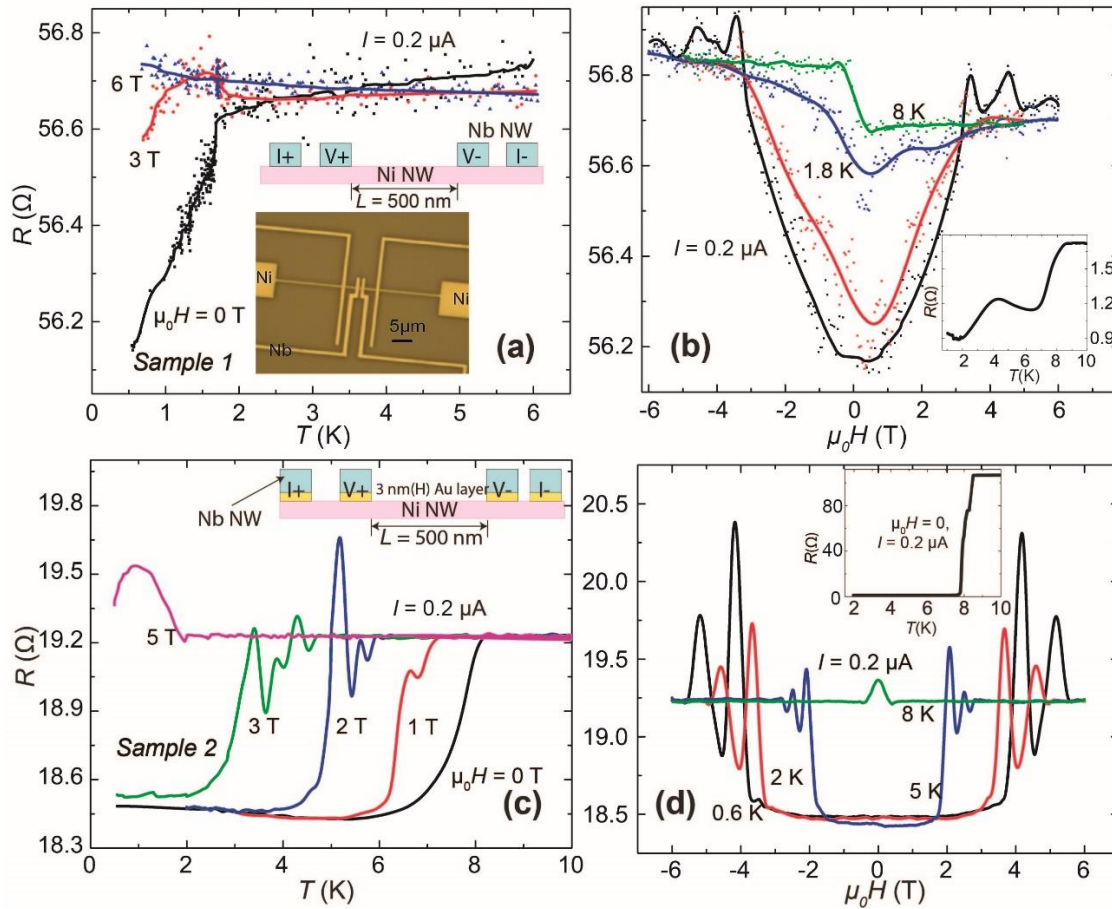 56.8
56.6
56.4
56.2
R (Ω)
0 1 2 3 4 5 6
T (K)
I = 0.2 µA
6 T
3 T
Nb NW
I+ V+ V- I-
Ni NW
L = 500 nm
Ni
Ni
5µm
Nb
µ₀H = 0 T
Sample 1
(a)
56.8
56.6
56.4
56.2
-6 -4 -2 0 2 4 6
µ₀H (T)
8 K
1.8 K
I = 0.2 µA
1.5
1.2
0.9
R(Ω)
2 4 6 8 10
T(K)
(b)
19.8
19.5
19.2
18.9
18.6
18.3
R (Ω)
0 2 4 6 8 10
T (K)
I+ V+ 3 nm(H) Au layer V- I-
Nb NW
Ni NW
L = 500 nm
I = 0.2 µA
5 T
3 T
2 T
1 T
Sample 2
µ₀H = 0 T
(c)
20.5
20.0
19.5
19.0
18.5
-6 -4 -2 0 2 4 6
µ₀H (T)
80
40
0
R(Ω)
2 4 6 8 10
T(K)
µ₀H = 0,
I = 0.2 µA
I = 0.2 µA
8 K
2 K
5 K
0.6 K
(d)